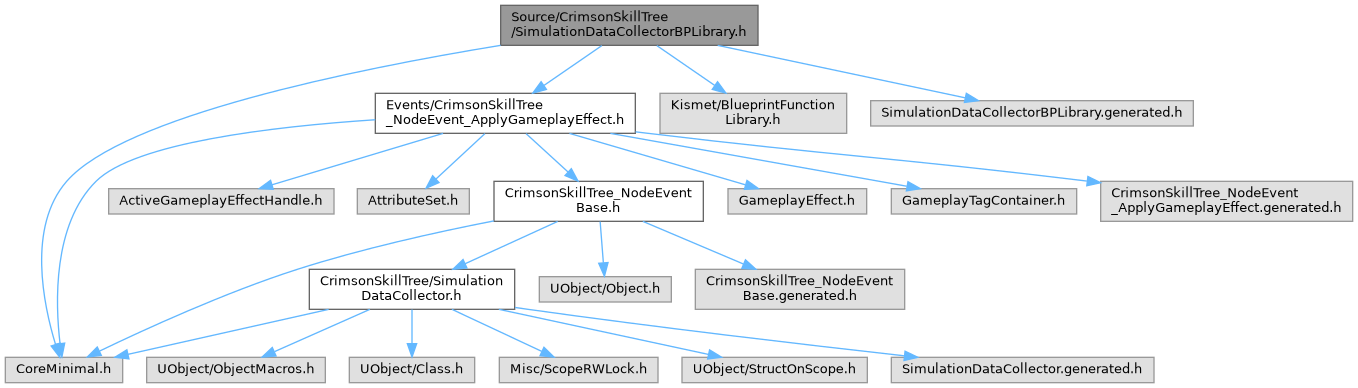 Source/CrimsonSkillTree
/SimulationDataCollectorBPLibrary.h
Events/CrimsonSkillTree
_NodeEvent_ApplyGameplayEffect.h
Kismet/BlueprintFunction
Library.h
SimulationDataCollectorBPLibrary.generated.h
ActiveGameplayEffectHandle.h
AttributeSet.h
CrimsonSkillTree_NodeEvent
Base.h
GameplayEffect.h
GameplayTagContainer.h
CrimsonSkillTree_NodeEvent
_ApplyGameplayEffect.generated.h
CrimsonSkillTree/Simulation
DataCollector.h
UObject/Object.h
CrimsonSkillTree_NodeEvent
Base.generated.h
CoreMinimal.h
UObject/ObjectMacros.h
UObject/Class.h
Misc/ScopeRWLock.h
UObject/StructOnScope.h
SimulationDataCollector.generated.h